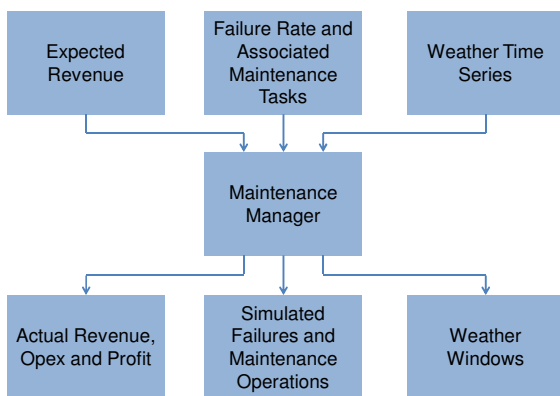 Expected
Revenue
Failure Rate and
Associated
Maintenance
Tasks
Weather Time
Series
Maintenance
Manager
Actual Revenue,
Opex and Profit
Simulated
Failures and
Maintenance
Operations
Weather
Windows